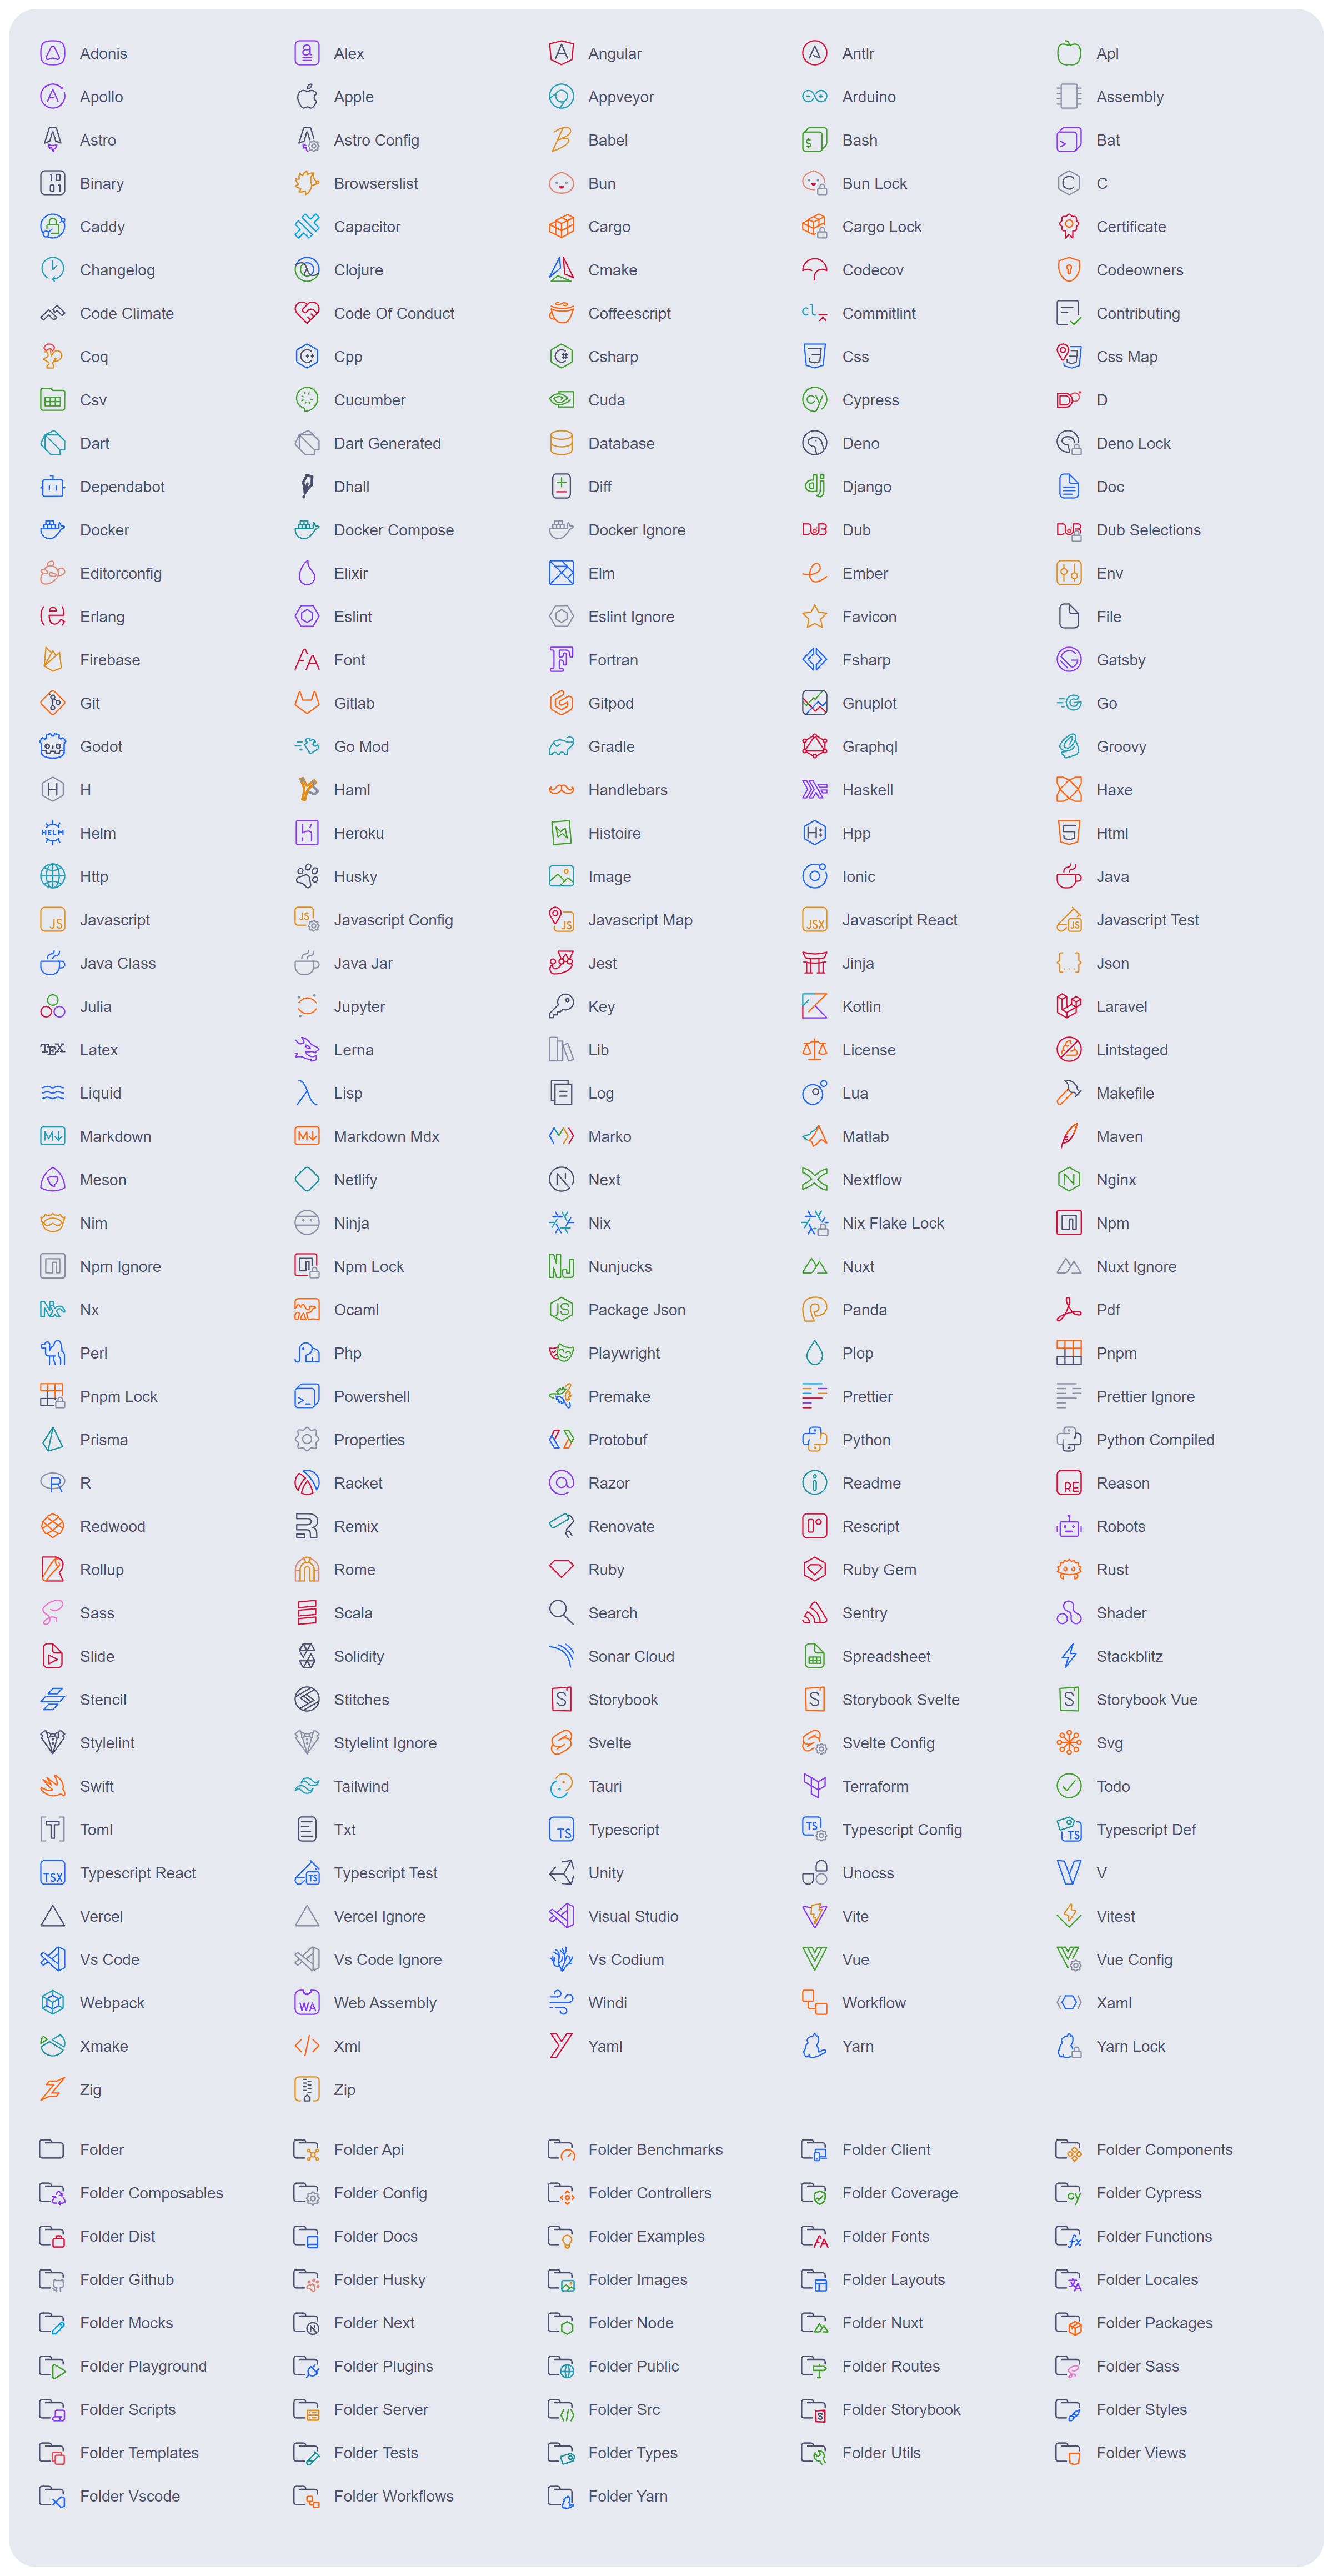 Adonis Alex Angular Antlr Apl
Apollo Apple Appveyor Arduino Assembly
Astro Astro Config Babel Bash Bat
Binary Browserslist Bun Bun Lock C
Caddy Capacitor Cargo Cargo Lock Certificate
Changelog Clojure Cmake Codecov Codeowners
Code Climate Code Of Conduct Coffeescript Commitlint Contributing
Coq Cpp Csharp Css Css Map
Csv Cucumber Cuda Cypress D
Dart Dart Generated Database Deno Deno Lock
Dependabot Dhall Diff Django Doc
Docker Docker Compose Docker Ignore Dub Dub Selections
Editorconfig Elixir Elm Ember Env
Erlang Eslint Eslint Ignore Favicon File
Firebase Font Fortran Fsharp Gatsby
Git Gitlab Gitpod Gnuplot Go
Godot Go Mod Gradle Graphql Groovy
H Haml Handlebars Haskell Haxe
Helm Heroku Histoire Hpp Html
Http Husky Image Ionic Java
Javascript Javascript Config Javascript Map Javascript React Javascript Test
Java Class Java Jar Jest Jinja Json
Julia Jupyter Key Kotlin Laravel
Latex Lerna Lib License Lintstaged
Liquid Lisp Log Lua Makefile
Markdown Markdown Mdx Marko Matlab Maven
Meson Netlify Next Nextflow Nginx
Nim Ninja Nix Nix Flake Lock Npm
Npm Ignore Npm Lock Nunjucks Nuxt Nuxt Ignore
Nx Ocaml Package Json Panda Pdf
Perl Php Playwright Plop Pnpm
Pnpm Lock Powershell Premake Prettier Prettier Ignore
Prisma Properties Protobuf Python Python Compiled
R Racket Razor Readme Reason
Redwood Remix Renovate Rescript Robots
Rollup Rome Ruby Ruby Gem Rust
Sass Scala Search Sentry Shader
Slide Solidity Sonar Cloud Spreadsheet Stackblitz
Stencil Stitches Storybook Storybook Svelte Storybook Vue
Stylelint Stylelint Ignore Svelte Svelte Config Svg
Swift Tailwind Tauri Terraform Todo
Toml Txt Typescript Typescript Config Typescript Def
Typescript React Typescript Test Unity Unocss V
Vercel Vercel Ignore Visual Studio Vite Vitest
Vs Code Vs Code Ignore Vs Codium Vue Vue Config
Webpack Web Assembly Windi Workflow Xaml
Xmake Xml Yaml Yarn Yarn Lock
Zig Zip
Folder Folder Api Folder Benchmarks Folder Client Folder Components
Folder Composables Folder Config Folder Controllers Folder Coverage Folder Cypress
Folder Dist Folder Docs Folder Examples Folder Fonts Folder Functions
Folder Github Folder Husky Folder Images Folder Layouts Folder Locales
Folder Mocks Folder Next Folder Node Folder Nuxt Folder Packages
Folder Playground Folder Plugins Folder Public Folder Routes Folder Sass
Folder Scripts Folder Server Folder Src Folder Storybook Folder Styles
Folder Templates Folder Tests Folder Types Folder Utils Folder Views
Folder Vscode Folder Workflows Folder Yarn